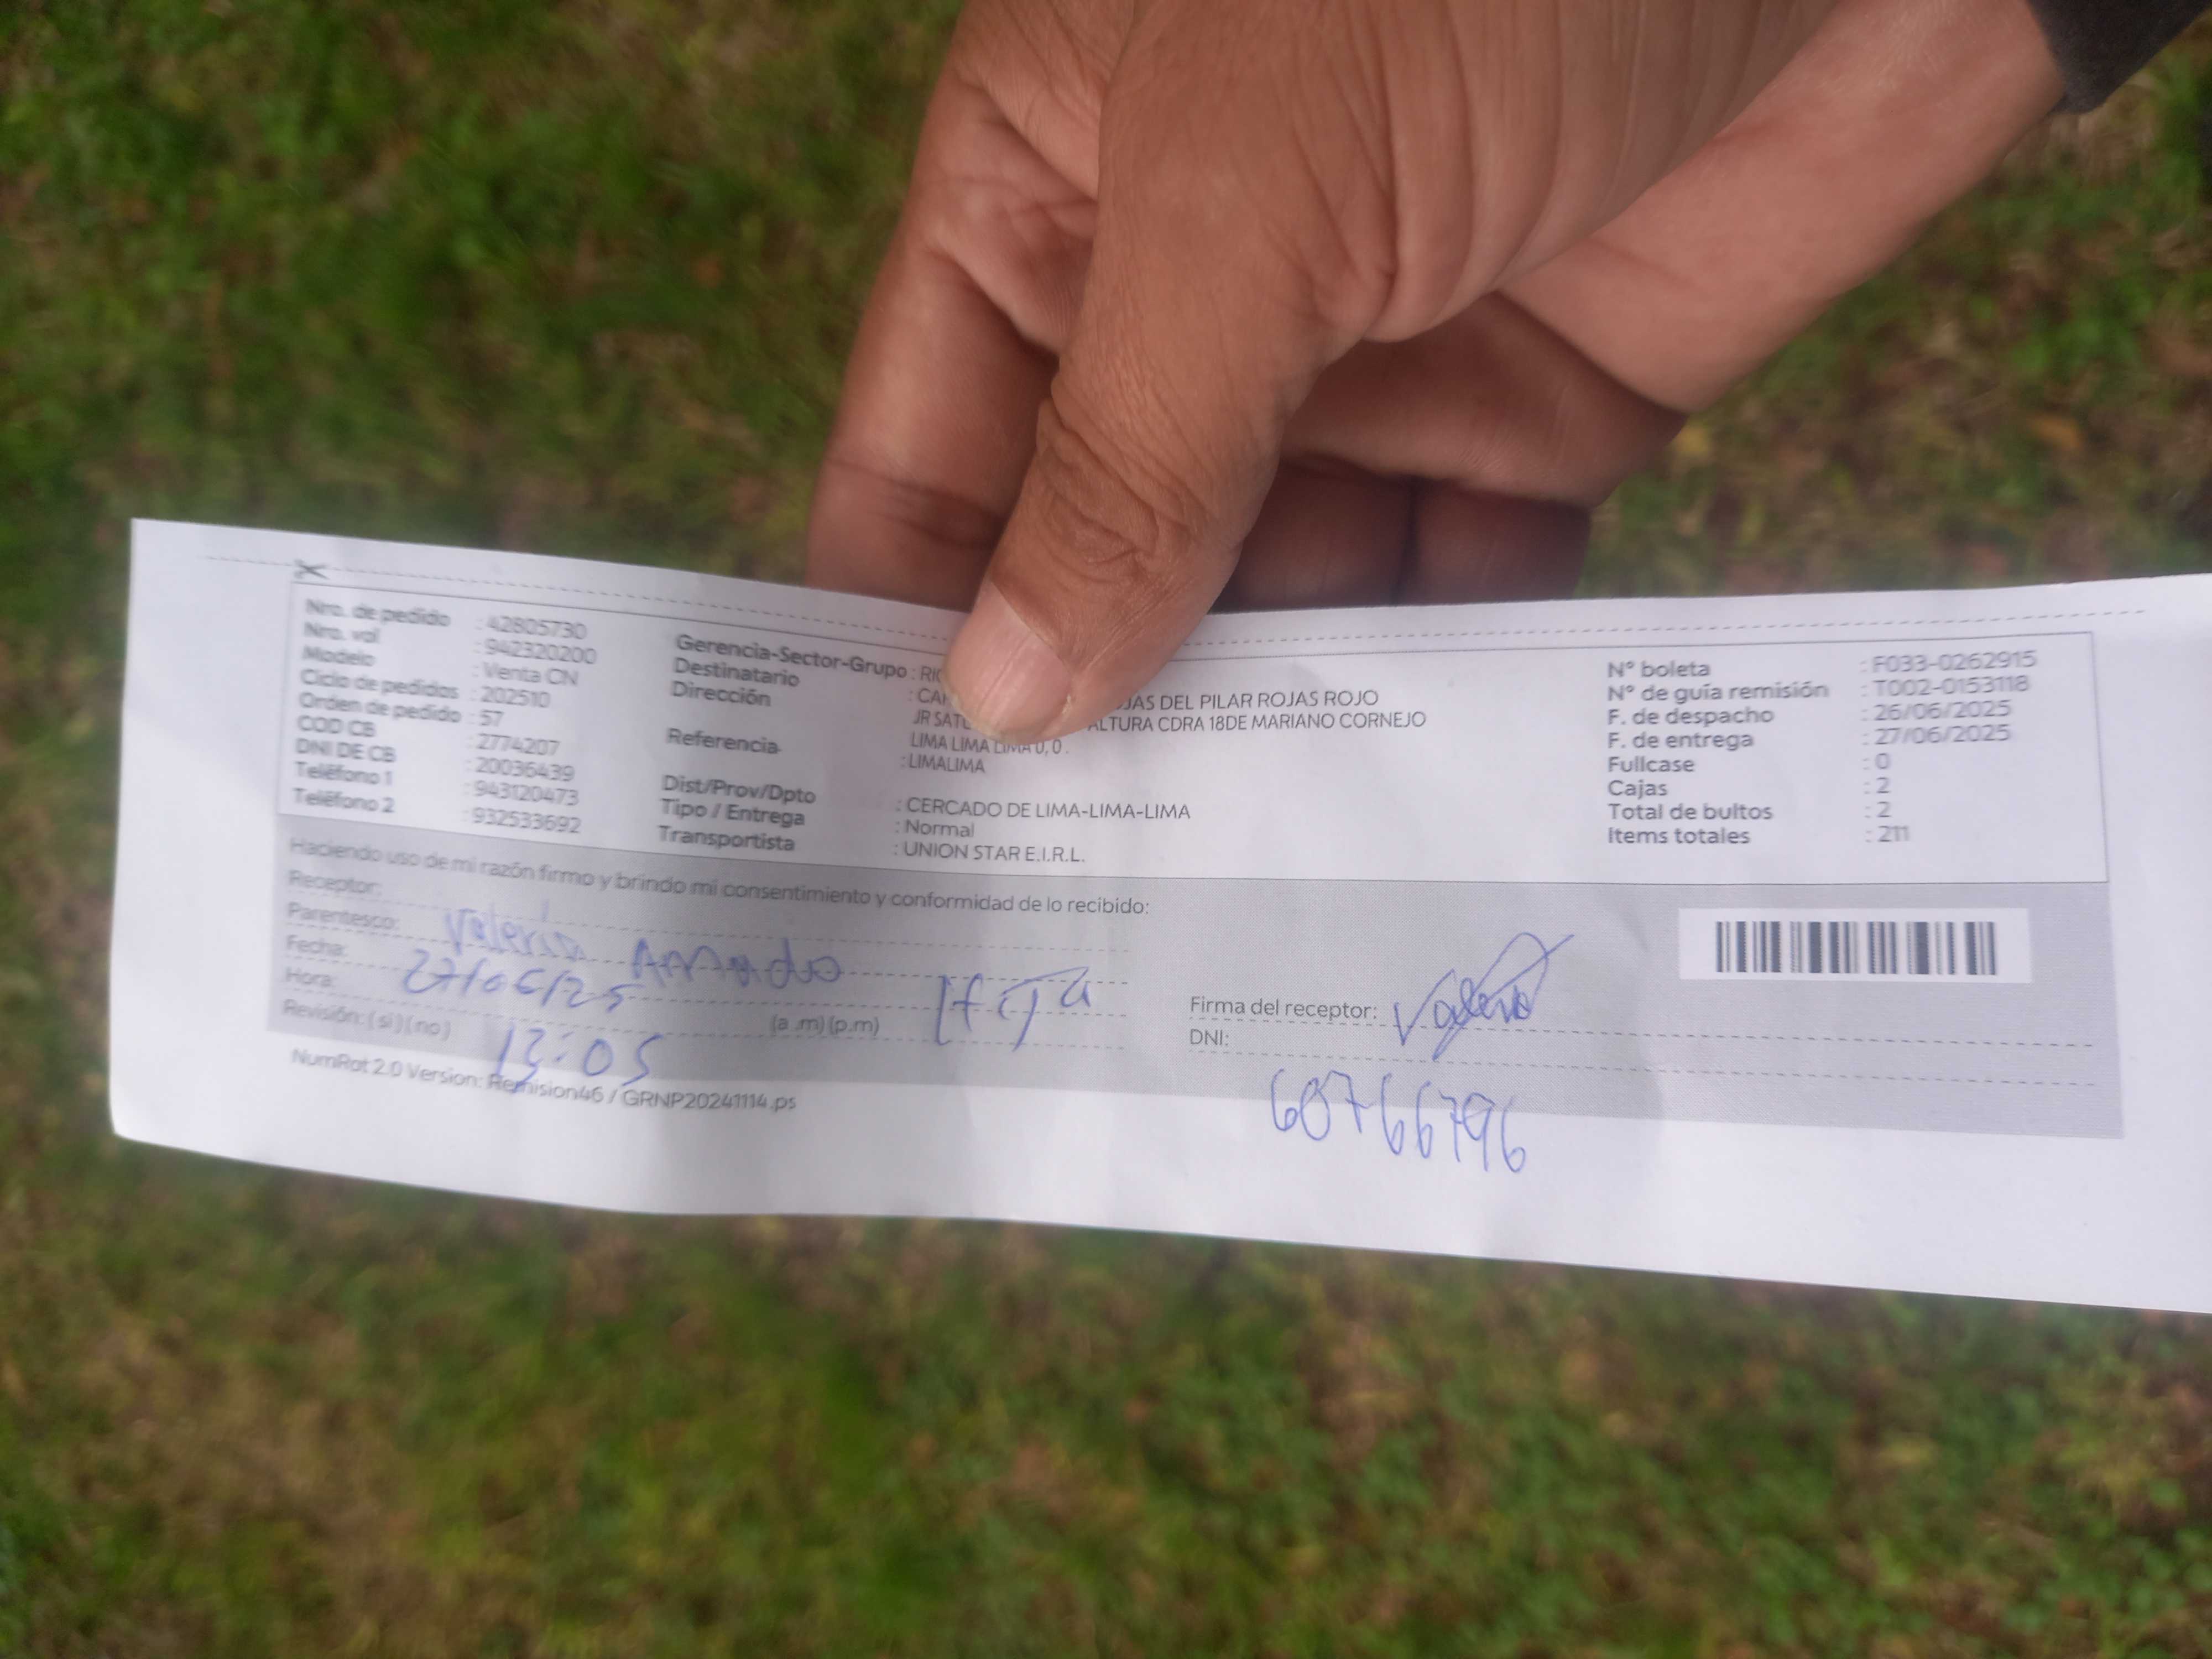 Nro. de pedido : 42805730
Nro. val : 942320200
Modelo : Venta CN
Ciclo de pedidos : 202510
Orden de pedido : 57
COD CB : 2774207
DNI DE CB : 20036439
Teléfono 1 : 943120473
Teléfono 2 : 932533692
Gerencia-Sector-Grupo :
Destinatario : JAS DEL PILAR ROJAS ROJO
Dirección JR ALTURA CDRA 18DE MARIANO CORNEJO
LIMA LIMA LIMA 0, 0 .
Referencia : LIMALIMA
Dist/Prov/Dpto : CERCADO DE LIMA-LIMA-LIMA
Tipo / Entrega : Normal
Transportista : UNION STAR E.I.R.L.
N° boleta : F033-0262915
N° de guía remisión : T002-0153118
F. de despacho : 26/06/2025
F. de entrega : 27/06/2025
Fullcase : 0
Cajas : 2
Total de bultos : 2
Items totales : 211
Haciendo uso de mi razón firmo y brindo mi consentimiento y conformidad de lo recibido:
Receptor: Valeria Amado
Parentesco:
Fecha: 27/06/25
Hora: 13:05 (a .m) (p.m)
Revisión: ( si ) ( no )
Firma del receptor: Valeria
DNI: 60766796
NumRot 2.0 Version: Remision46 / GRNP20241114.ps